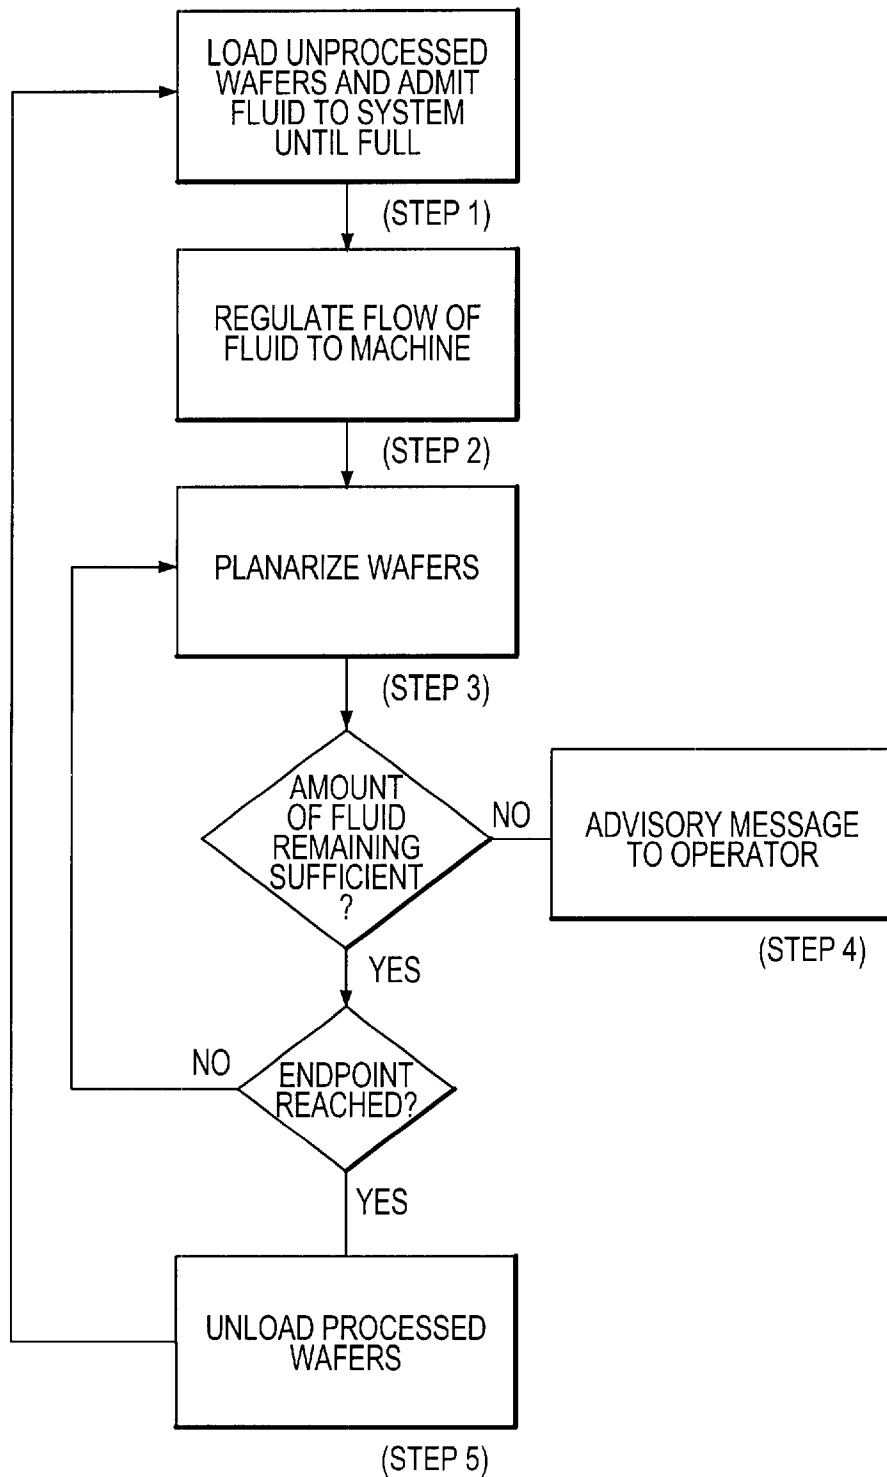 LOAD UNPROCESSED
WAFERS AND ADMIT
FLUID TO SYSTEM
UNTIL FULL
(STEP 1)
REGULATE FLOW OF
FLUID TO MACHINE
(STEP 2)
PLANARIZE WAFERS
(STEP 3)
AMOUNT
OF FLUID
REMAINING
SUFFICIENT
?
NO
ADVISORY MESSAGE
TO OPERATOR
(STEP 4)
YES
NO
ENDPOINT
REACHED?
YES
UNLOAD PROCESSED
WAFERS
(STEP 5)